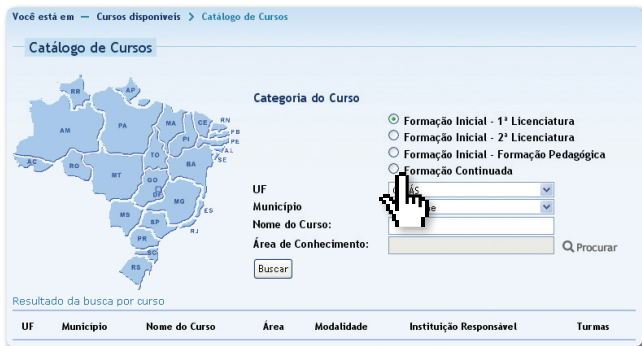 Você está em — Cursos disponíveis > Catálogo de Cursos
Catálogo de Cursos
RR AP
AM PA MA CE RN
PB
PI PE
AL
AC RO TO SE
MT BA
GO
DF
MG
MS ES
SP
RJ
PR
SC
RS
Categoria do Curso
Formação Inicial - 1ª Licenciatura
Formação Inicial - 2ª Licenciatura
Formação Inicial - Formação Pedagógica
Formação Continuada
UF
Município
Nome do Curso:
Área de Conhecimento:
Procurar
Buscar
Resultado da busca por curso
UF Município Nome do Curso Área Modalidade Instituição Responsável Turmas